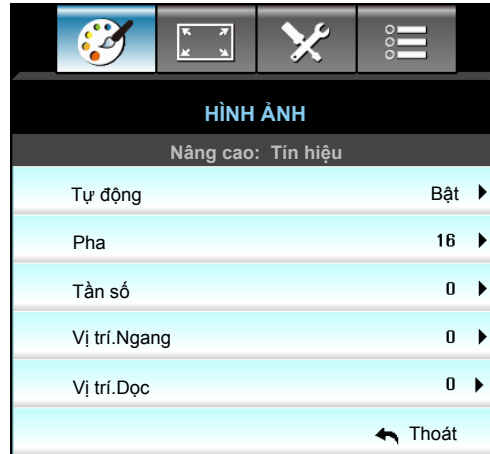 HÌNH ẢNH
Nâng cao: Tín hiệu
Tự động Bật
Pha 16
Tần số 0
Vị trí.Ngang 0
Vị trí.Dọc 0
Thoát